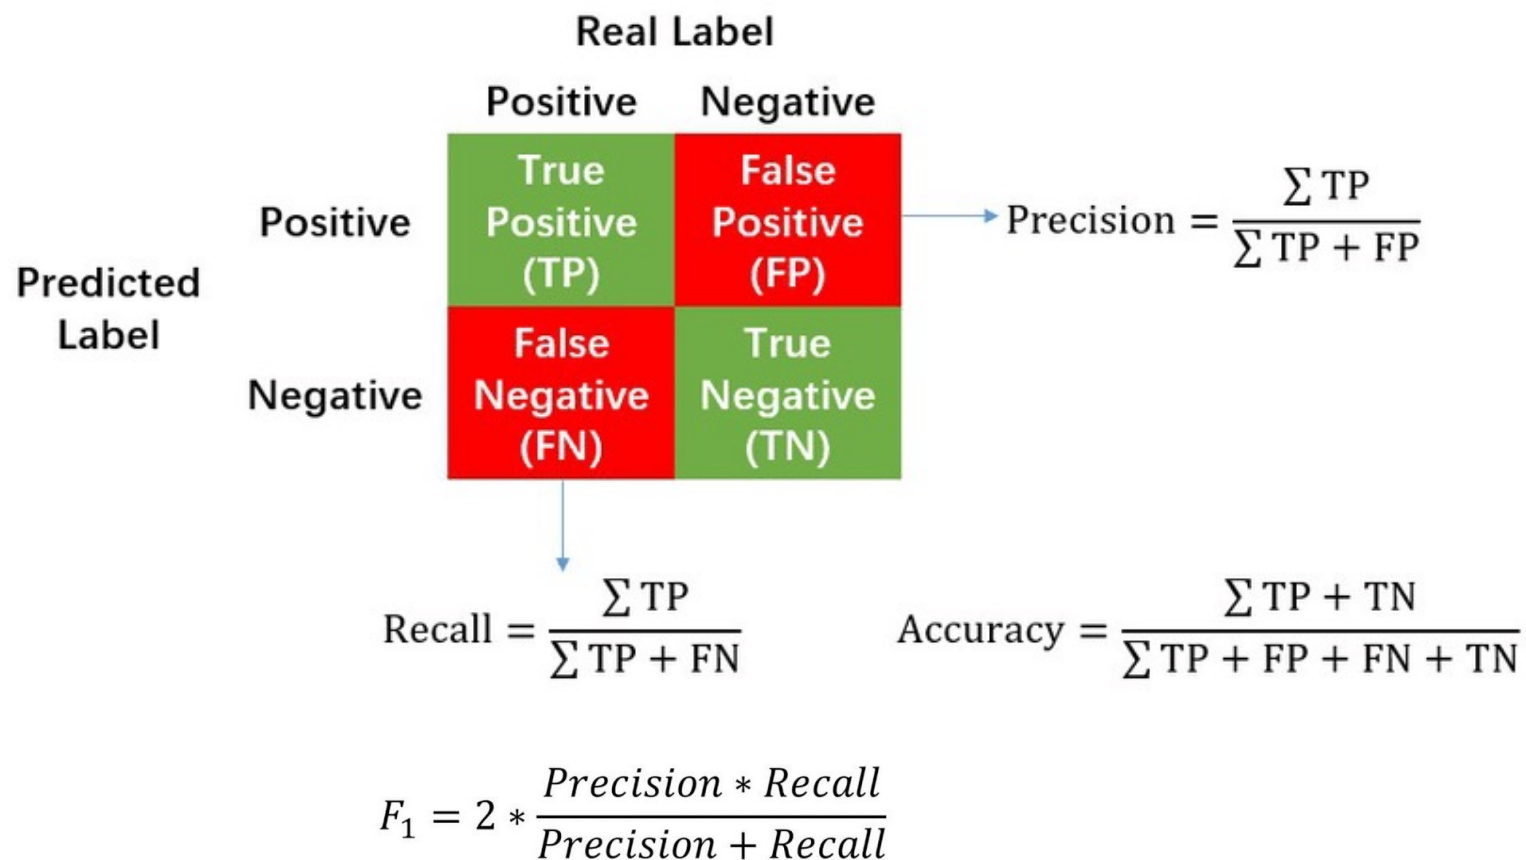 Real Label
Positive Negative
Positive
True Positive (TP)
False Positive (FP)
Precision = ∑ TP / ∑ TP + FP
Predicted Label
Negative
False Negative (FN)
True Negative (TN)
Recall = ∑ TP / ∑ TP + FN
Accuracy = ∑ TP + TN / ∑ TP + FP + FN + TN
F₁ = 2 * Precision * Recall / Precision + Recall